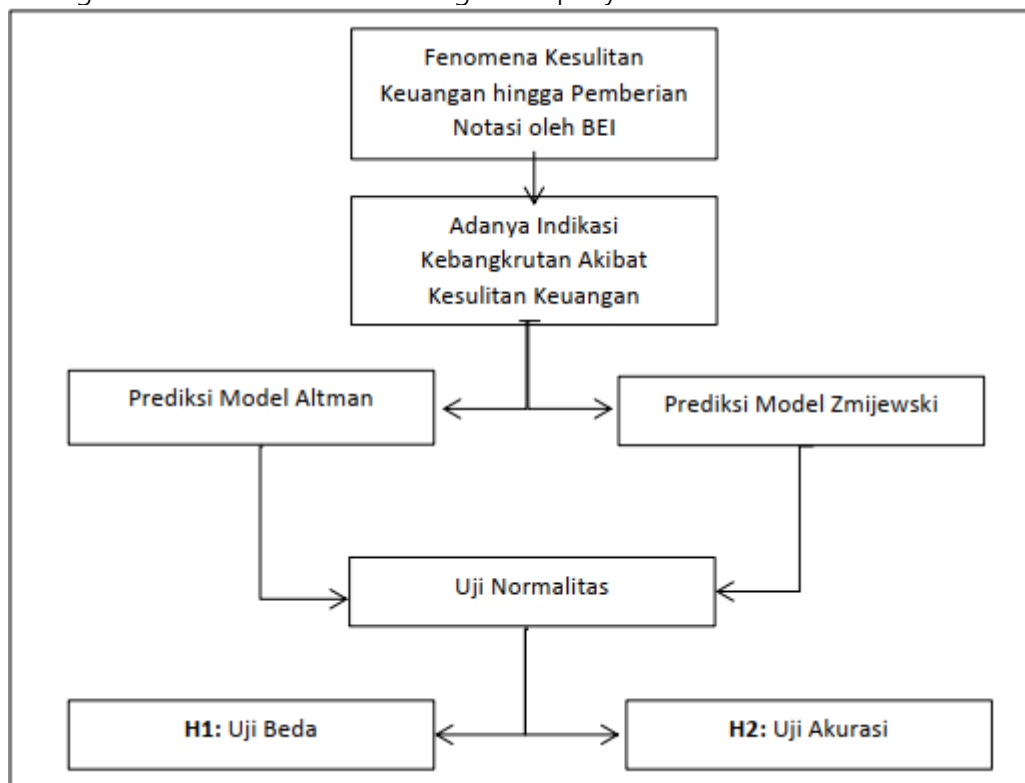 Fenomena Kesulitan
Keuangan hingga Pemberian
Notasi oleh BEI
Adanya Indikasi
Kebangkrutan Akibat
Kesulitan Keuangan
Prediksi Model Altman
Prediksi Model Zmijewski
Uji Normalitas
H1: Uji Beda
H2: Uji Akurasi